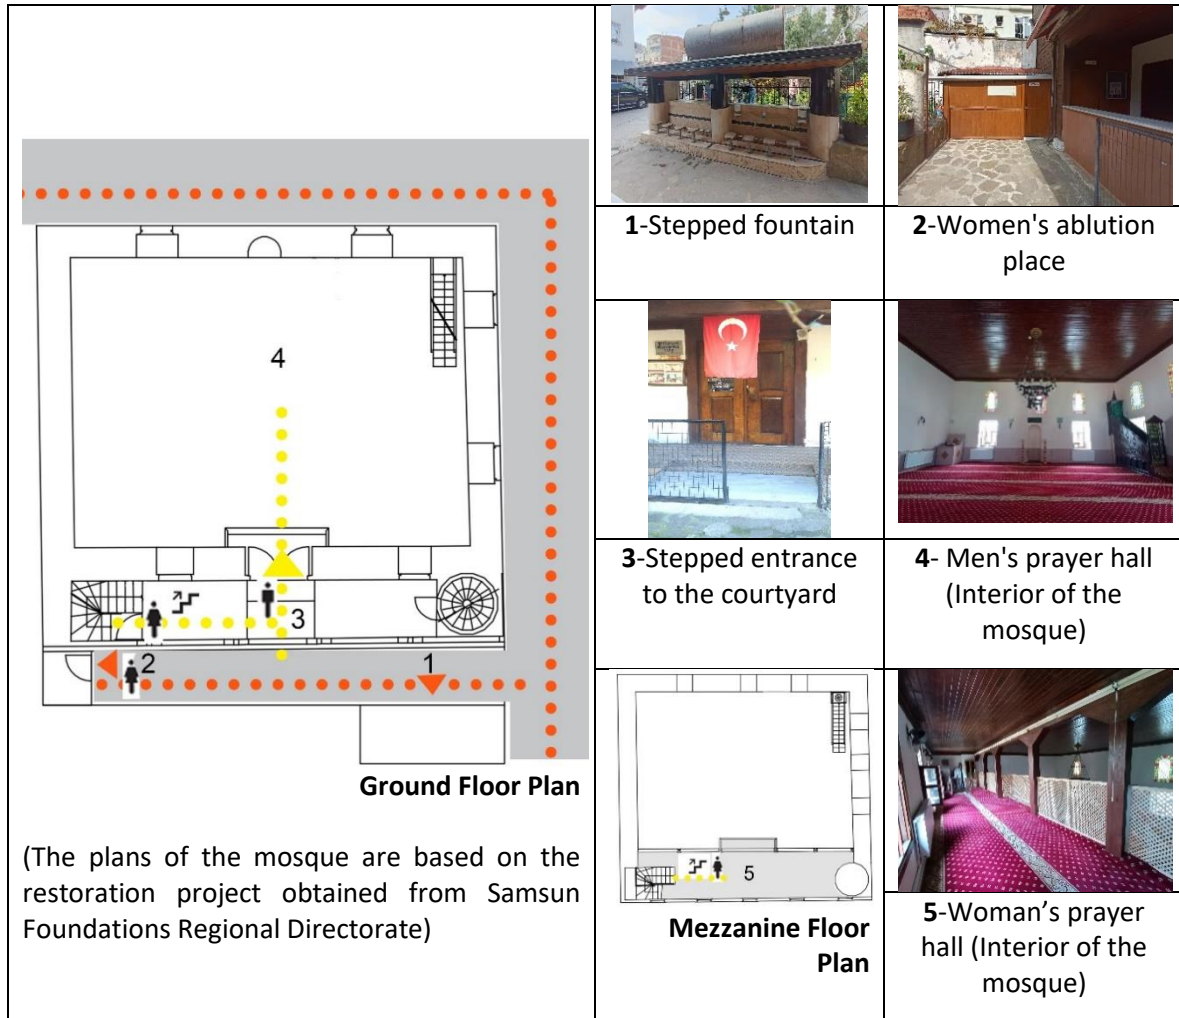 4
3
2
1
Ground Floor Plan
(The plans of the mosque are based on the
restoration project obtained from Samsun
Foundations Regional Directorate)
1-Stepped fountain
2-Women's ablution
place
3-Stepped entrance
to the courtyard
4- Men's prayer hall
(Interior of the
mosque)
5
Mezzanine Floor
Plan
5-Woman’s prayer
hall (Interior of the
mosque)